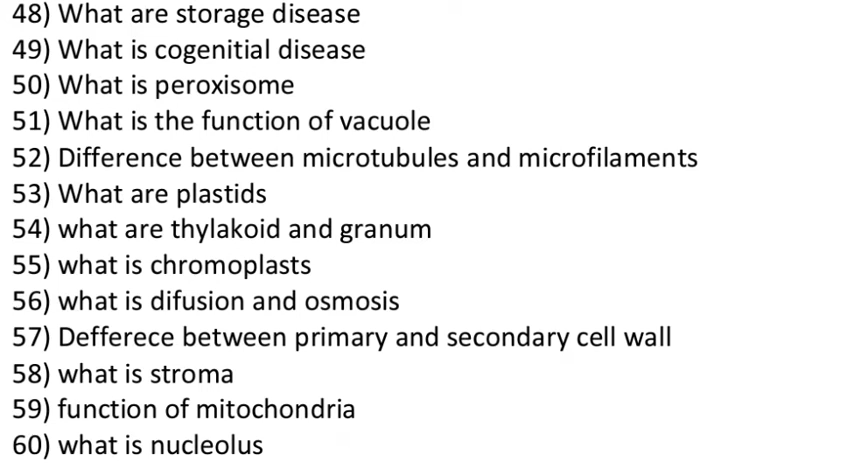 48) What are storage disease
49) What is cogenitial disease
50) What is peroxisome
51) What is the function of vacuole
52) Difference between microtubules and microfilaments
53) What are plastids
54) what are thylakoid and granum
55) what is chromoplasts
56) what is difusion and osmosis
57) Defferece between primary and secondary cell wall
58) what is stroma
59) function of mitochondria
60) what is nucleolus